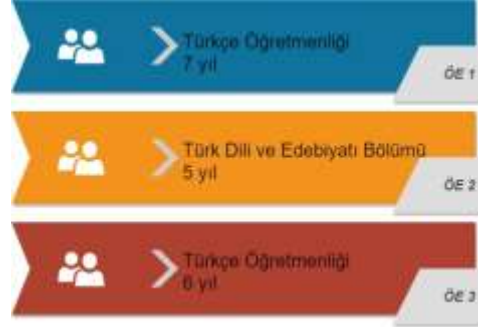 Türkçe Öğretmenliği
7 yıl
ÖE 1
Türk Dili ve Edebiyatı Bölümü
5 yıl
ÖE 2
Türkçe Öğretmenliği
6 yıl
ÖE 3